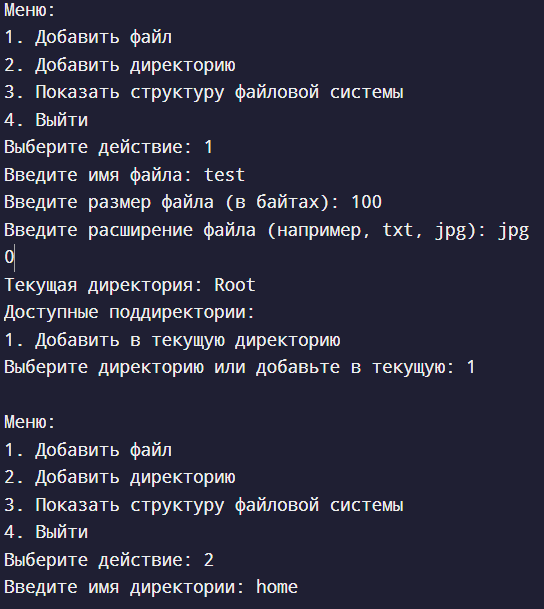 Меню:
1. Добавить файл
2. Добавить директорию
3. Показать структуру файловой системы
4. Выйти
Выберите действие: 1
Введите имя файла: test
Введите размер файла (в байтах): 100
Введите расширение файла (например, txt, jpg): jpg
0
Текущая директория: Root
Доступные поддиректории:
1. Добавить в текущую директорию
Выберите директорию или добавьте в текущую: 1
Меню:
1. Добавить файл
2. Добавить директорию
3. Показать структуру файловой системы
4. Выйти
Выберите действие: 2
Введите имя директории: home